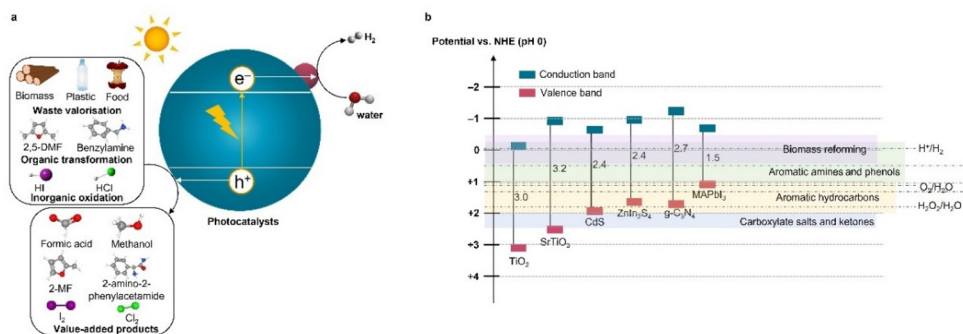 a
H₂
e⁻
Biomass Plastic Food
Waste valorisation
water
2,5-DMF Benzylamine
Organic transformation
HI HCl
Inorganic oxidation
h⁺
Photocatalysts
Formic acid Methanol
2-MF 2-amino-2-
phenylacetamide
I₂ Cl₂
Value-added products
b
Potential vs. NHE (pH 0)
Conduction band
Valence band
-2
-1
0
+1
+2
+3
+4
3.0
3.2
2.4
2.4
2.7
1.5
TiO₂
SrTiO₃
CdS
ZnIn₂S₄
g-C₃N₄
MAPbI₃
Biomass reforming
Aromatic amines and phenols
Aromatic hydrocarbons
Carboxylate salts and ketones
H⁺/H₂
O₂/H₂O
H₂O₂/H₂O